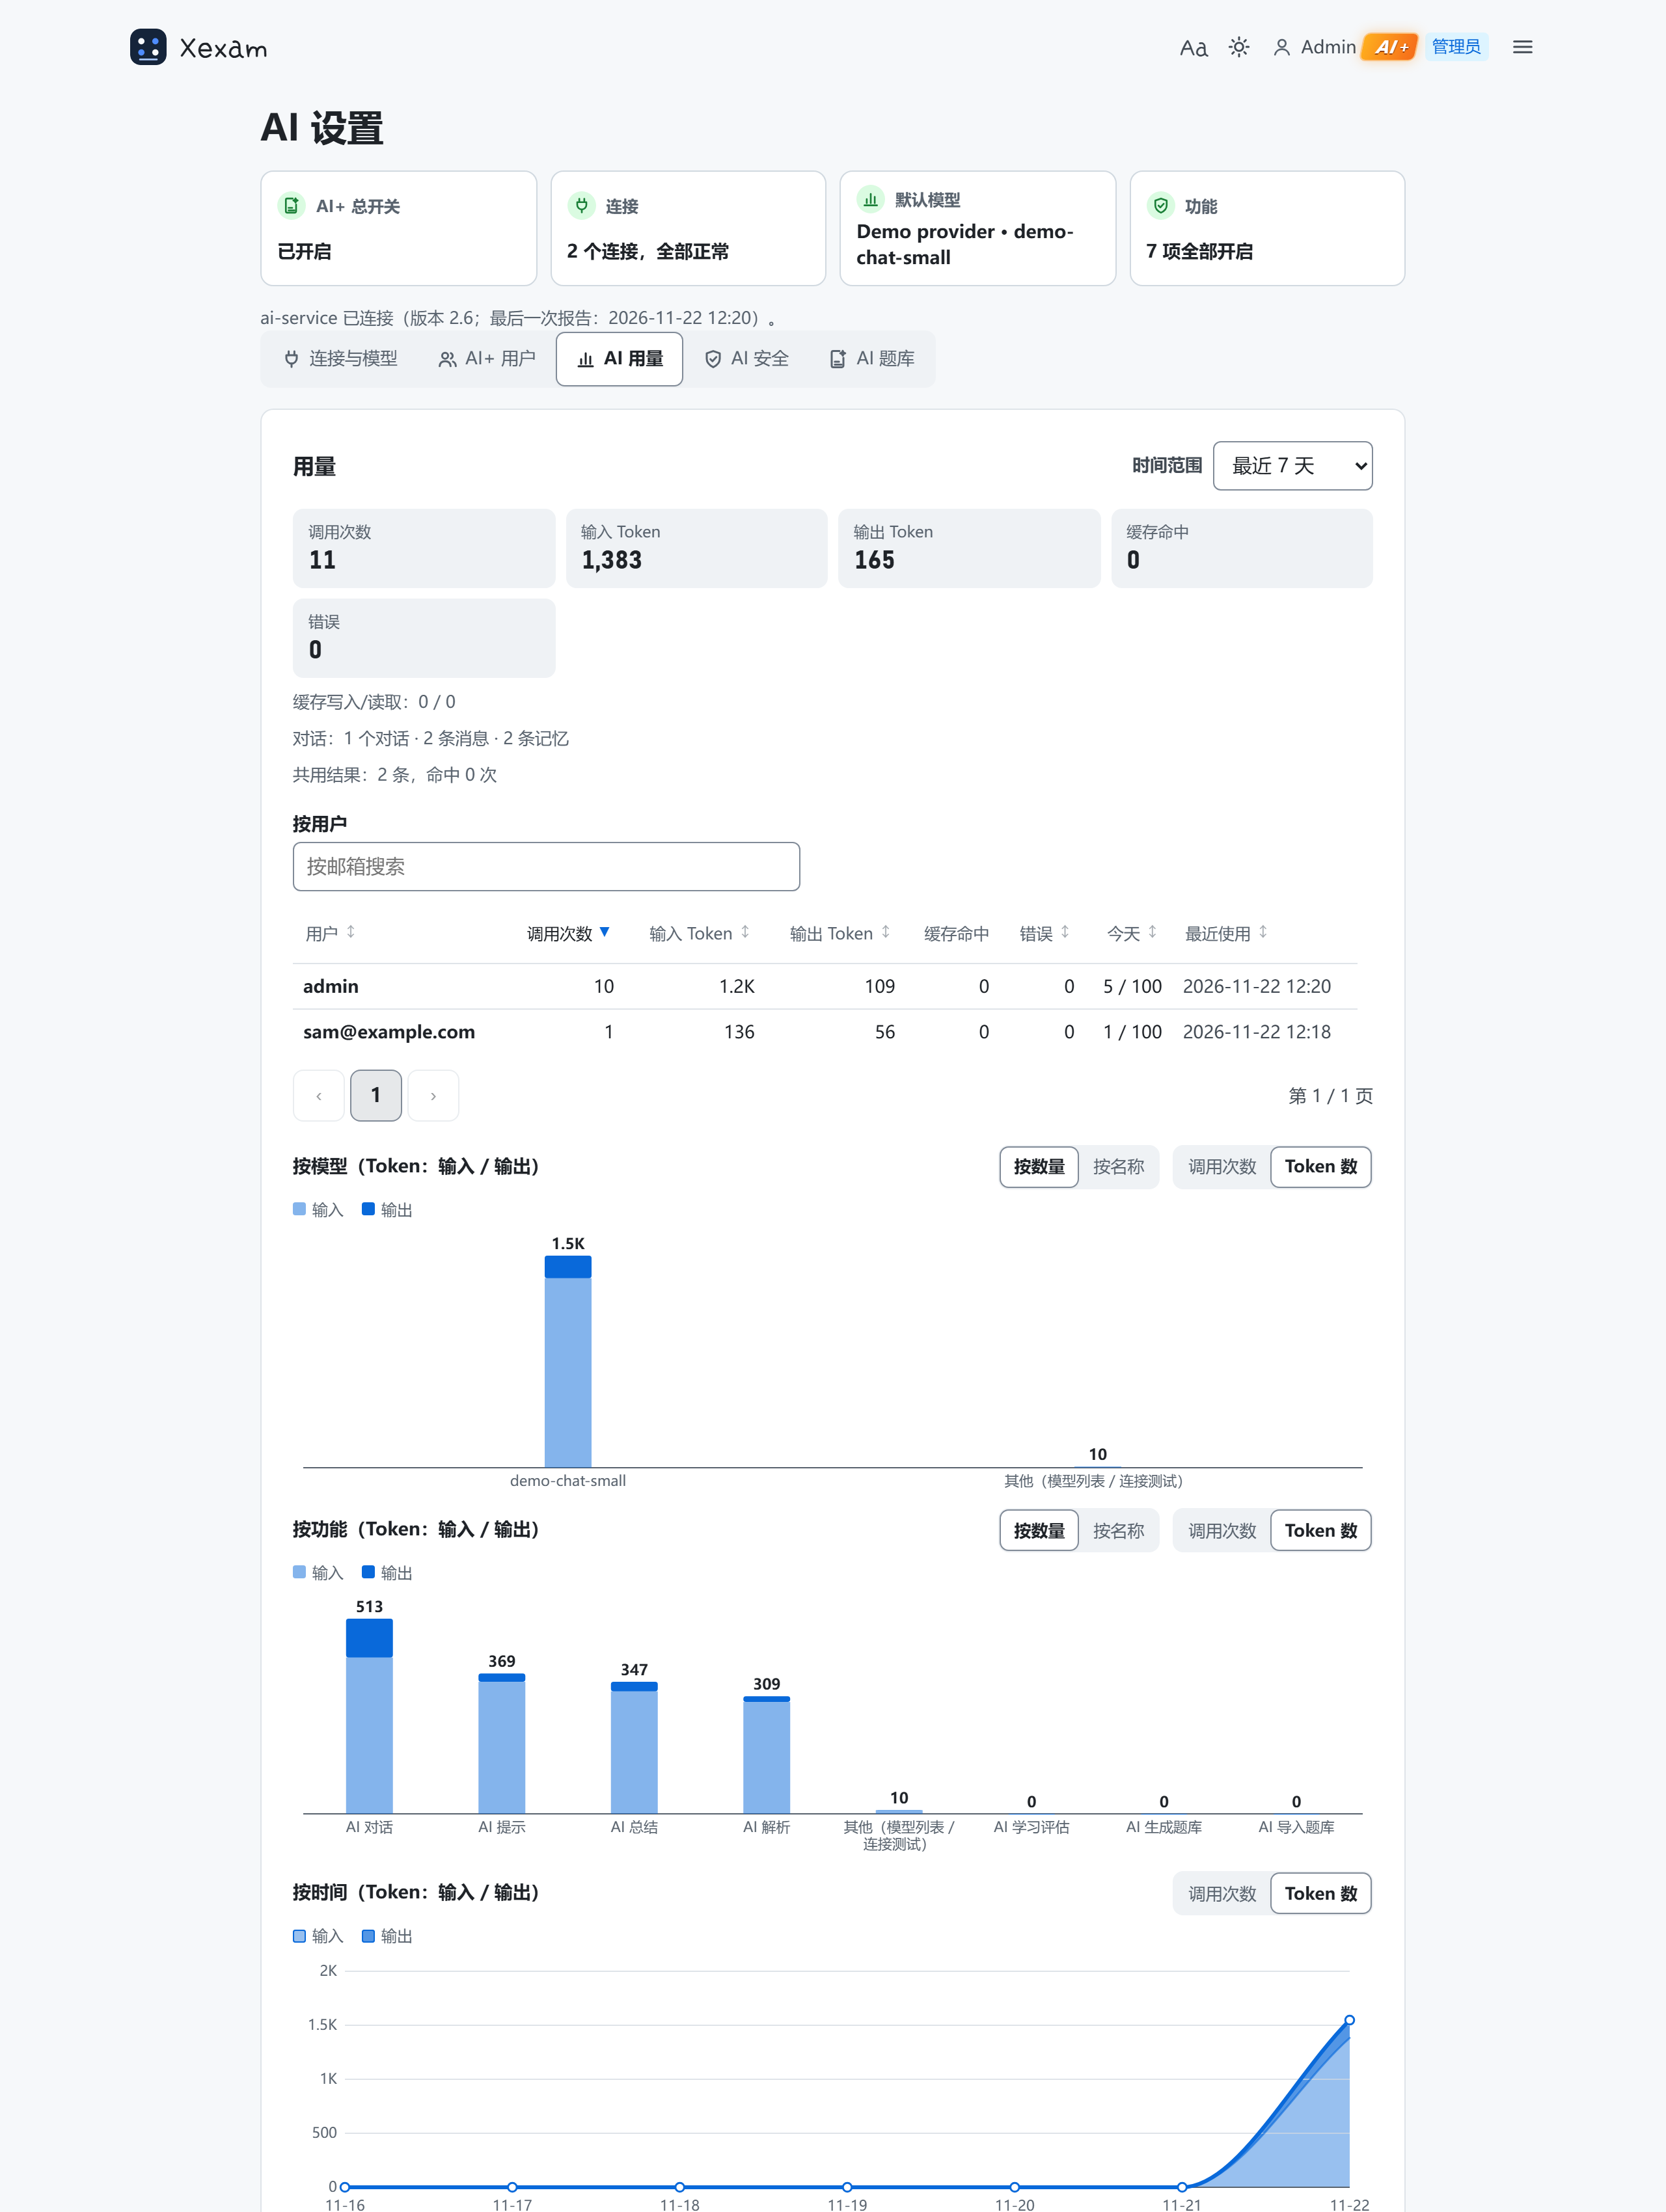 Xexam
Aa Admin AI+ 管理员
AI 设置
AI+ 总开关
已开启
连接
2 个连接，全部正常
默认模型
Demo provider • demo-
chat-small
功能
7 项全部开启
ai-service 已连接（版本 2.6；最后一次报告：2026-11-22 12:20）。
连接与模型 AI+ 用户 AI 用量 AI 安全 AI 题库
用量 时间范围 最近 7 天
调用次数 输入 Token 输出 Token 缓存命中
11 1,383 165 0
错误
0
缓存写入/读取：0 / 0
对话：1 个对话 · 2 条消息 · 2 条记忆
共用结果：2 条，命中 0 次
按用户
按邮箱搜索
用户 ↕ 调用次数 ▼ 输入 Token ↕ 输出 Token ↕ 缓存命中 错误 ↕ 今天 ↕ 最近使用 ↕
admin 10 1.2K 109 0 0 5 / 100 2026-11-22 12:20
sam@example.com 1 136 56 0 0 1 / 100 2026-11-22 12:18
‹ 1 › 第 1 / 1 页
按模型（Token：输入 / 输出） 按数量 按名称 调用次数 Token 数
输入 输出
1.5K
10
demo-chat-small 其他（模型列表 / 连接测试）
按功能（Token：输入 / 输出） 按数量 按名称 调用次数 Token 数
输入 输出
513 369 347 309 10 0 0 0
AI 对话 AI 提示 AI 总结 AI 解析 其他（模型列表 / AI 学习评估 AI 生成题库 AI 导入题库
连接测试）
按时间（Token：输入 / 输出） 调用次数 Token 数
输入 输出
2K
1.5K
1K
500
0
11-16 11-17 11-18 11-19 11-20 11-21 11-22